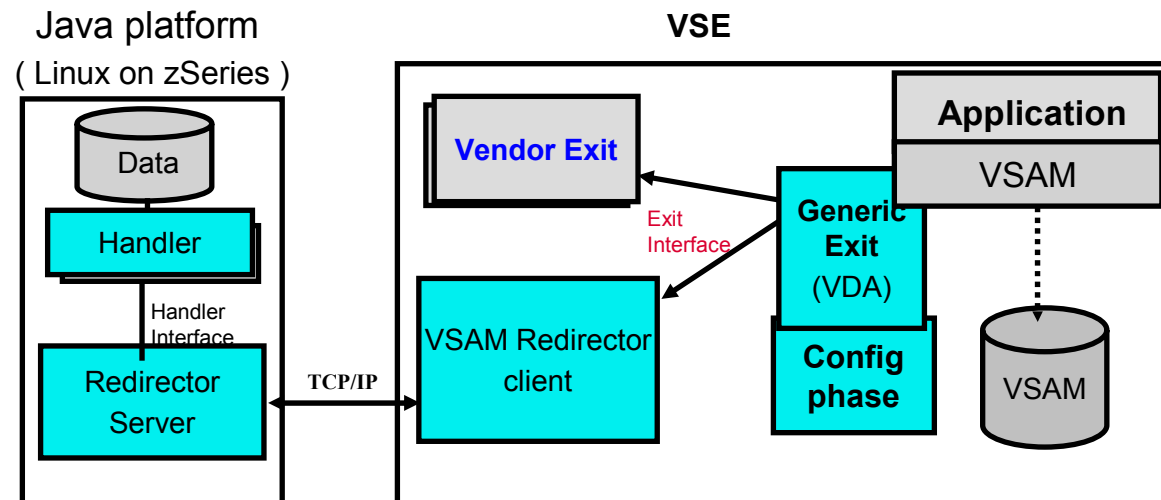 Java platform
( Linux on zSeries )
Data
Handler
Handler
Interface
Redirector
Server
TCP/IP
VSE
Vendor Exit
Exit
Interface
VSAM Redirector
client
Generic
Exit
(VDA)
Config
phase
Application
VSAM
VSAM